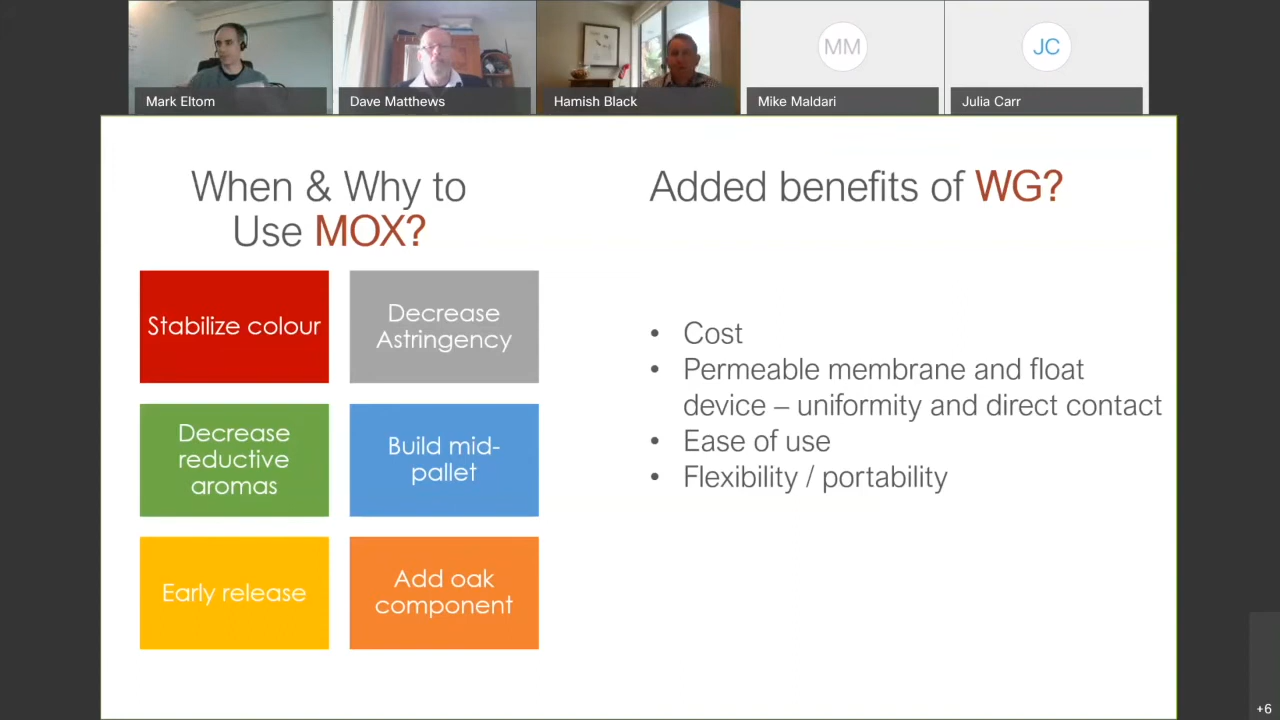 Mark Eltom
Dave Matthews
Hamish Black
MM
Mike Maldari
JC
Julia Carr
When & Why to
Use MOX?
Added benefits of WG?
Stabilize colour
Decrease
Astringency
Decrease
reductive
aromas
Build mid-
pallet
Early release
Add oak
component
• Cost
• Permeable membrane and float
device – uniformity and direct contact
• Ease of use
• Flexibility / portability
+6